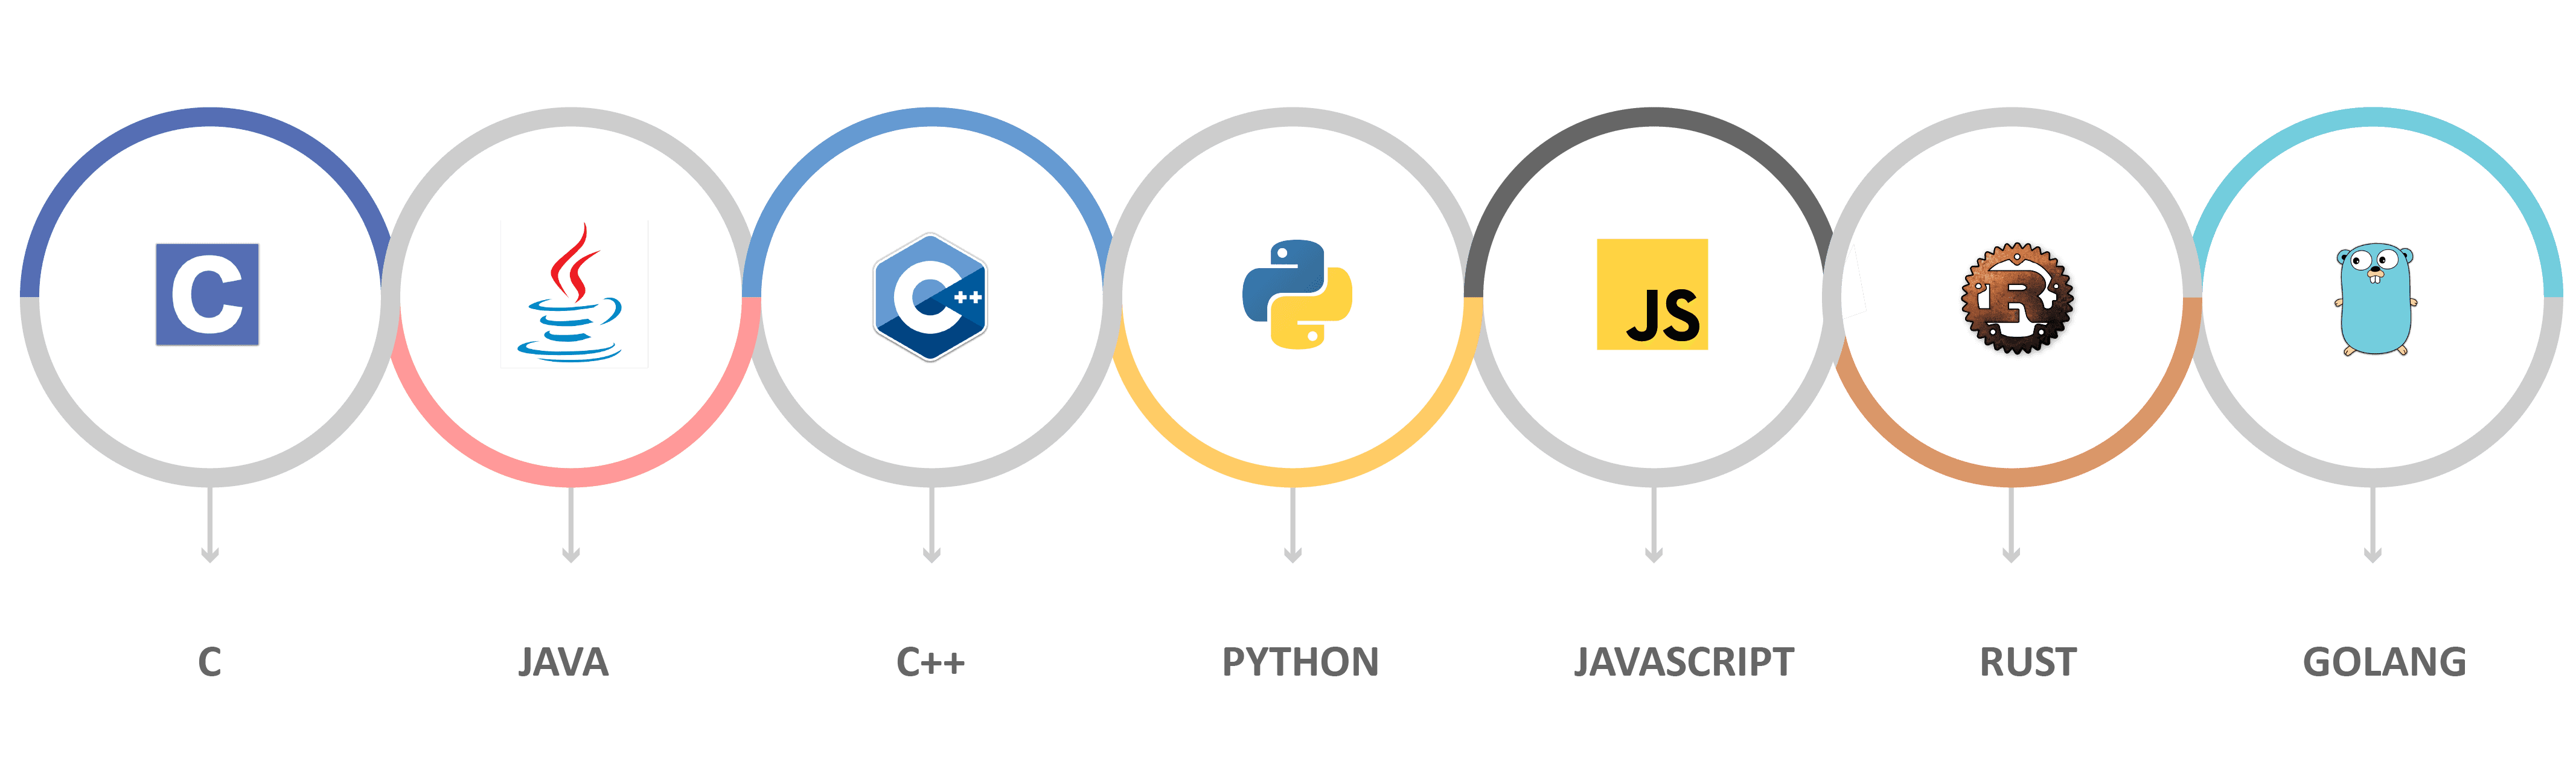 C
C++
JS
R
C
JAVA
C++
PYTHON
JAVASCRIPT
RUST
GOLANG